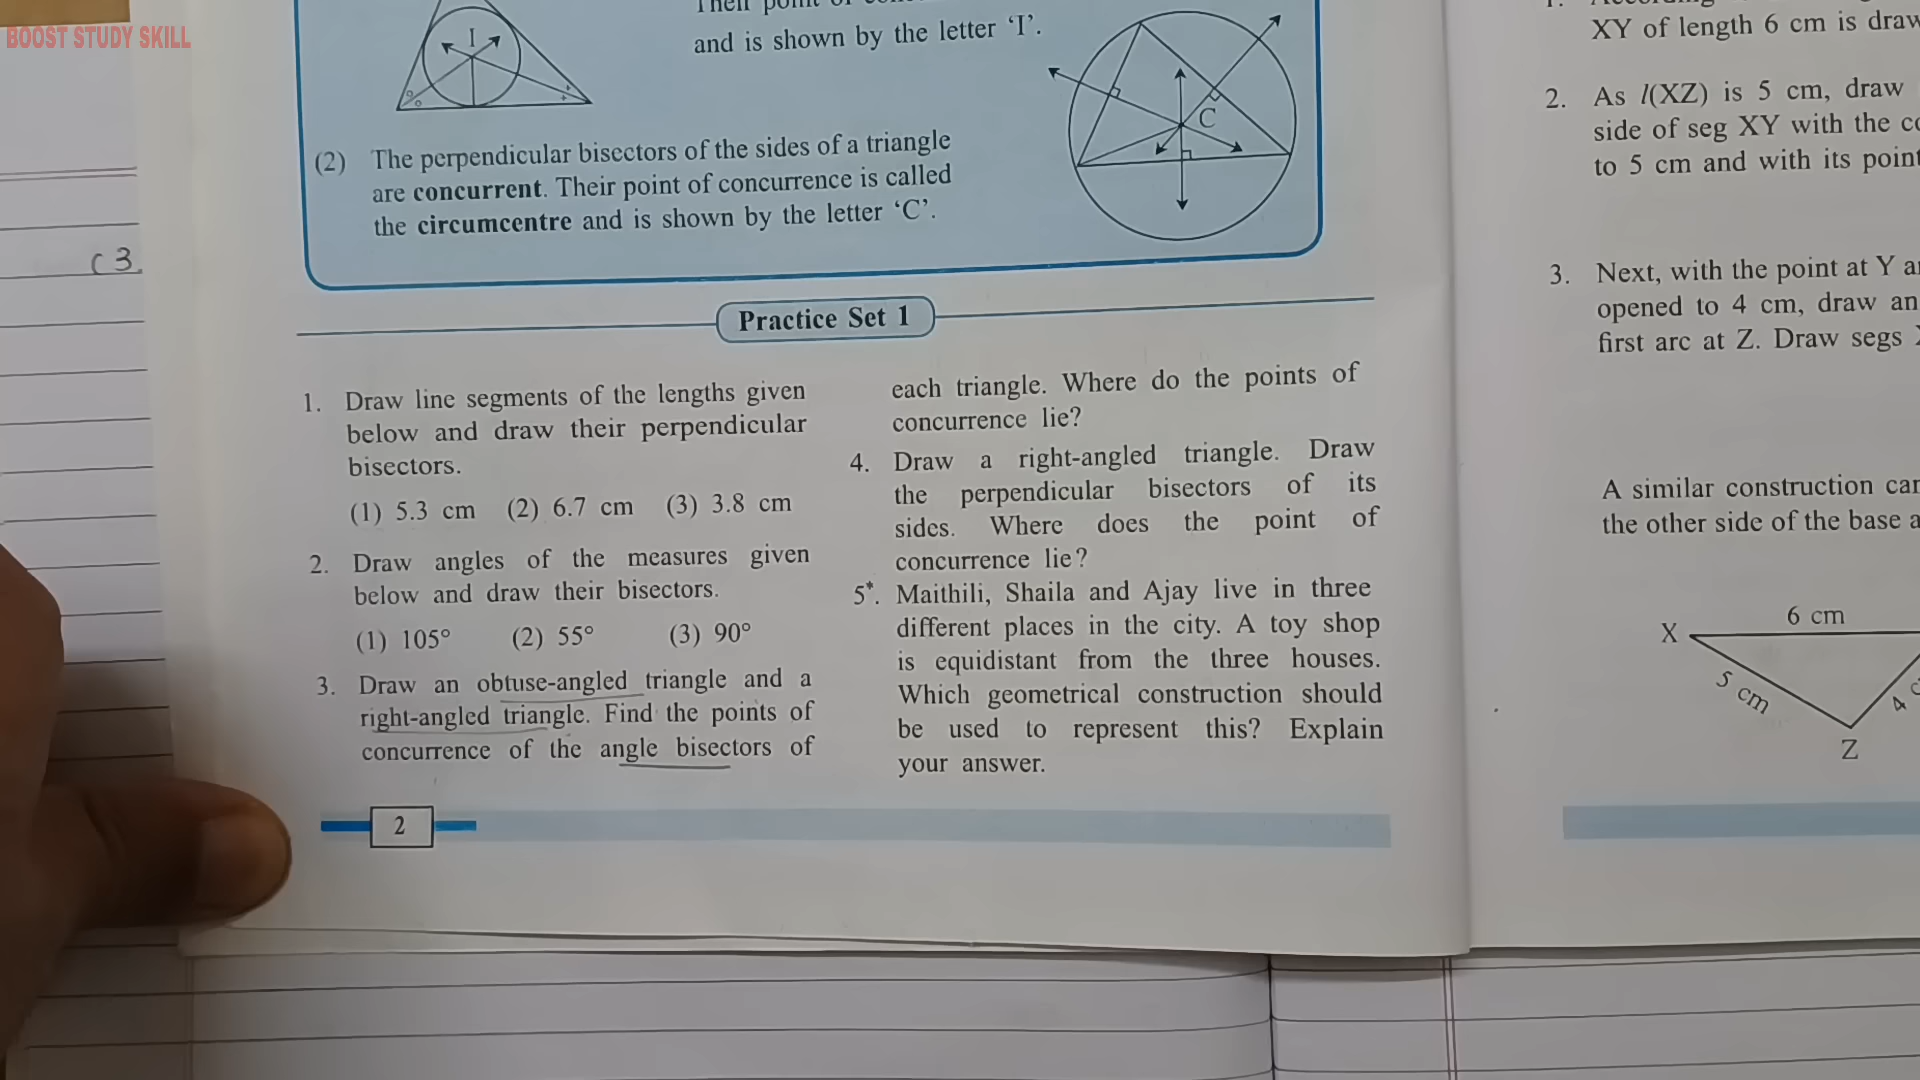 BOOST STUDY SKILL
I
and is shown by the letter ‘I’.
C
(2) The perpendicular bisectors of the sides of a triangle
are concurrent. Their point of concurrence is called
the circumcentre and is shown by the letter ‘C’.
(3.
Practice Set 1
1. Draw line segments of the lengths given
below and draw their perpendicular
bisectors.
(1) 5.3 cm (2) 6.7 cm (3) 3.8 cm
2. Draw angles of the measures given
below and draw their bisectors.
(1) 105° (2) 55° (3) 90°
3. Draw an obtuse-angled triangle and a
right-angled triangle. Find the points of
concurrence of the angle bisectors of
each triangle. Where do the points of
concurrence lie?
4. Draw a right-angled triangle. Draw
the perpendicular bisectors of its
sides. Where does the point of
concurrence lie?
5*. Maithili, Shaila and Ajay live in three
different places in the city. A toy shop
is equidistant from the three houses.
Which geometrical construction should
be used to represent this? Explain
your answer.
2
XY of length 6 cm is draw
2. As l(XZ) is 5 cm, draw
side of seg XY with the
to 5 cm and with its point
3. Next, with the point at Y
opened to 4 cm, draw an
first arc at Z. Draw segs
A similar construction
the other side of the base
6 cm
X
5 cm
4
Z